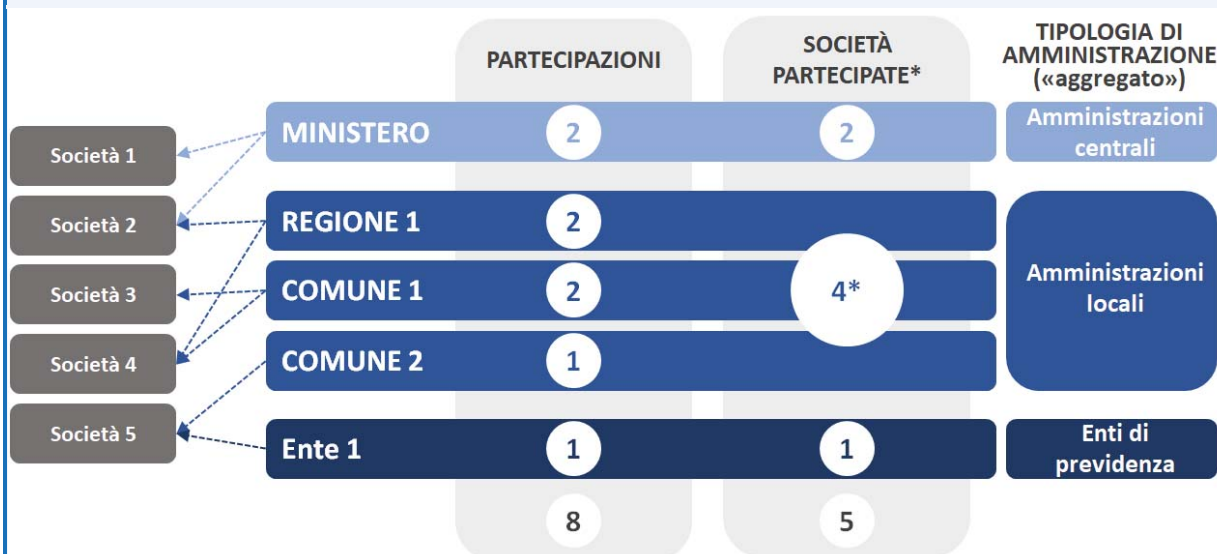 PARTECIPAZIONI
SOCIETÀ
PARTECIPATE*
TIPOLOGIA DI
AMMINISTRAZIONE
(«aggregato»)
Società 1
Società 2
Società 3
Società 4
Società 5
MINISTERO
2
2
Amministrazioni
centrali
REGIONE 1
2
COMUNE 1
2
4*
Amministrazioni
locali
COMUNE 2
1
Ente 1
1
1
Enti di
previdenza
8
5